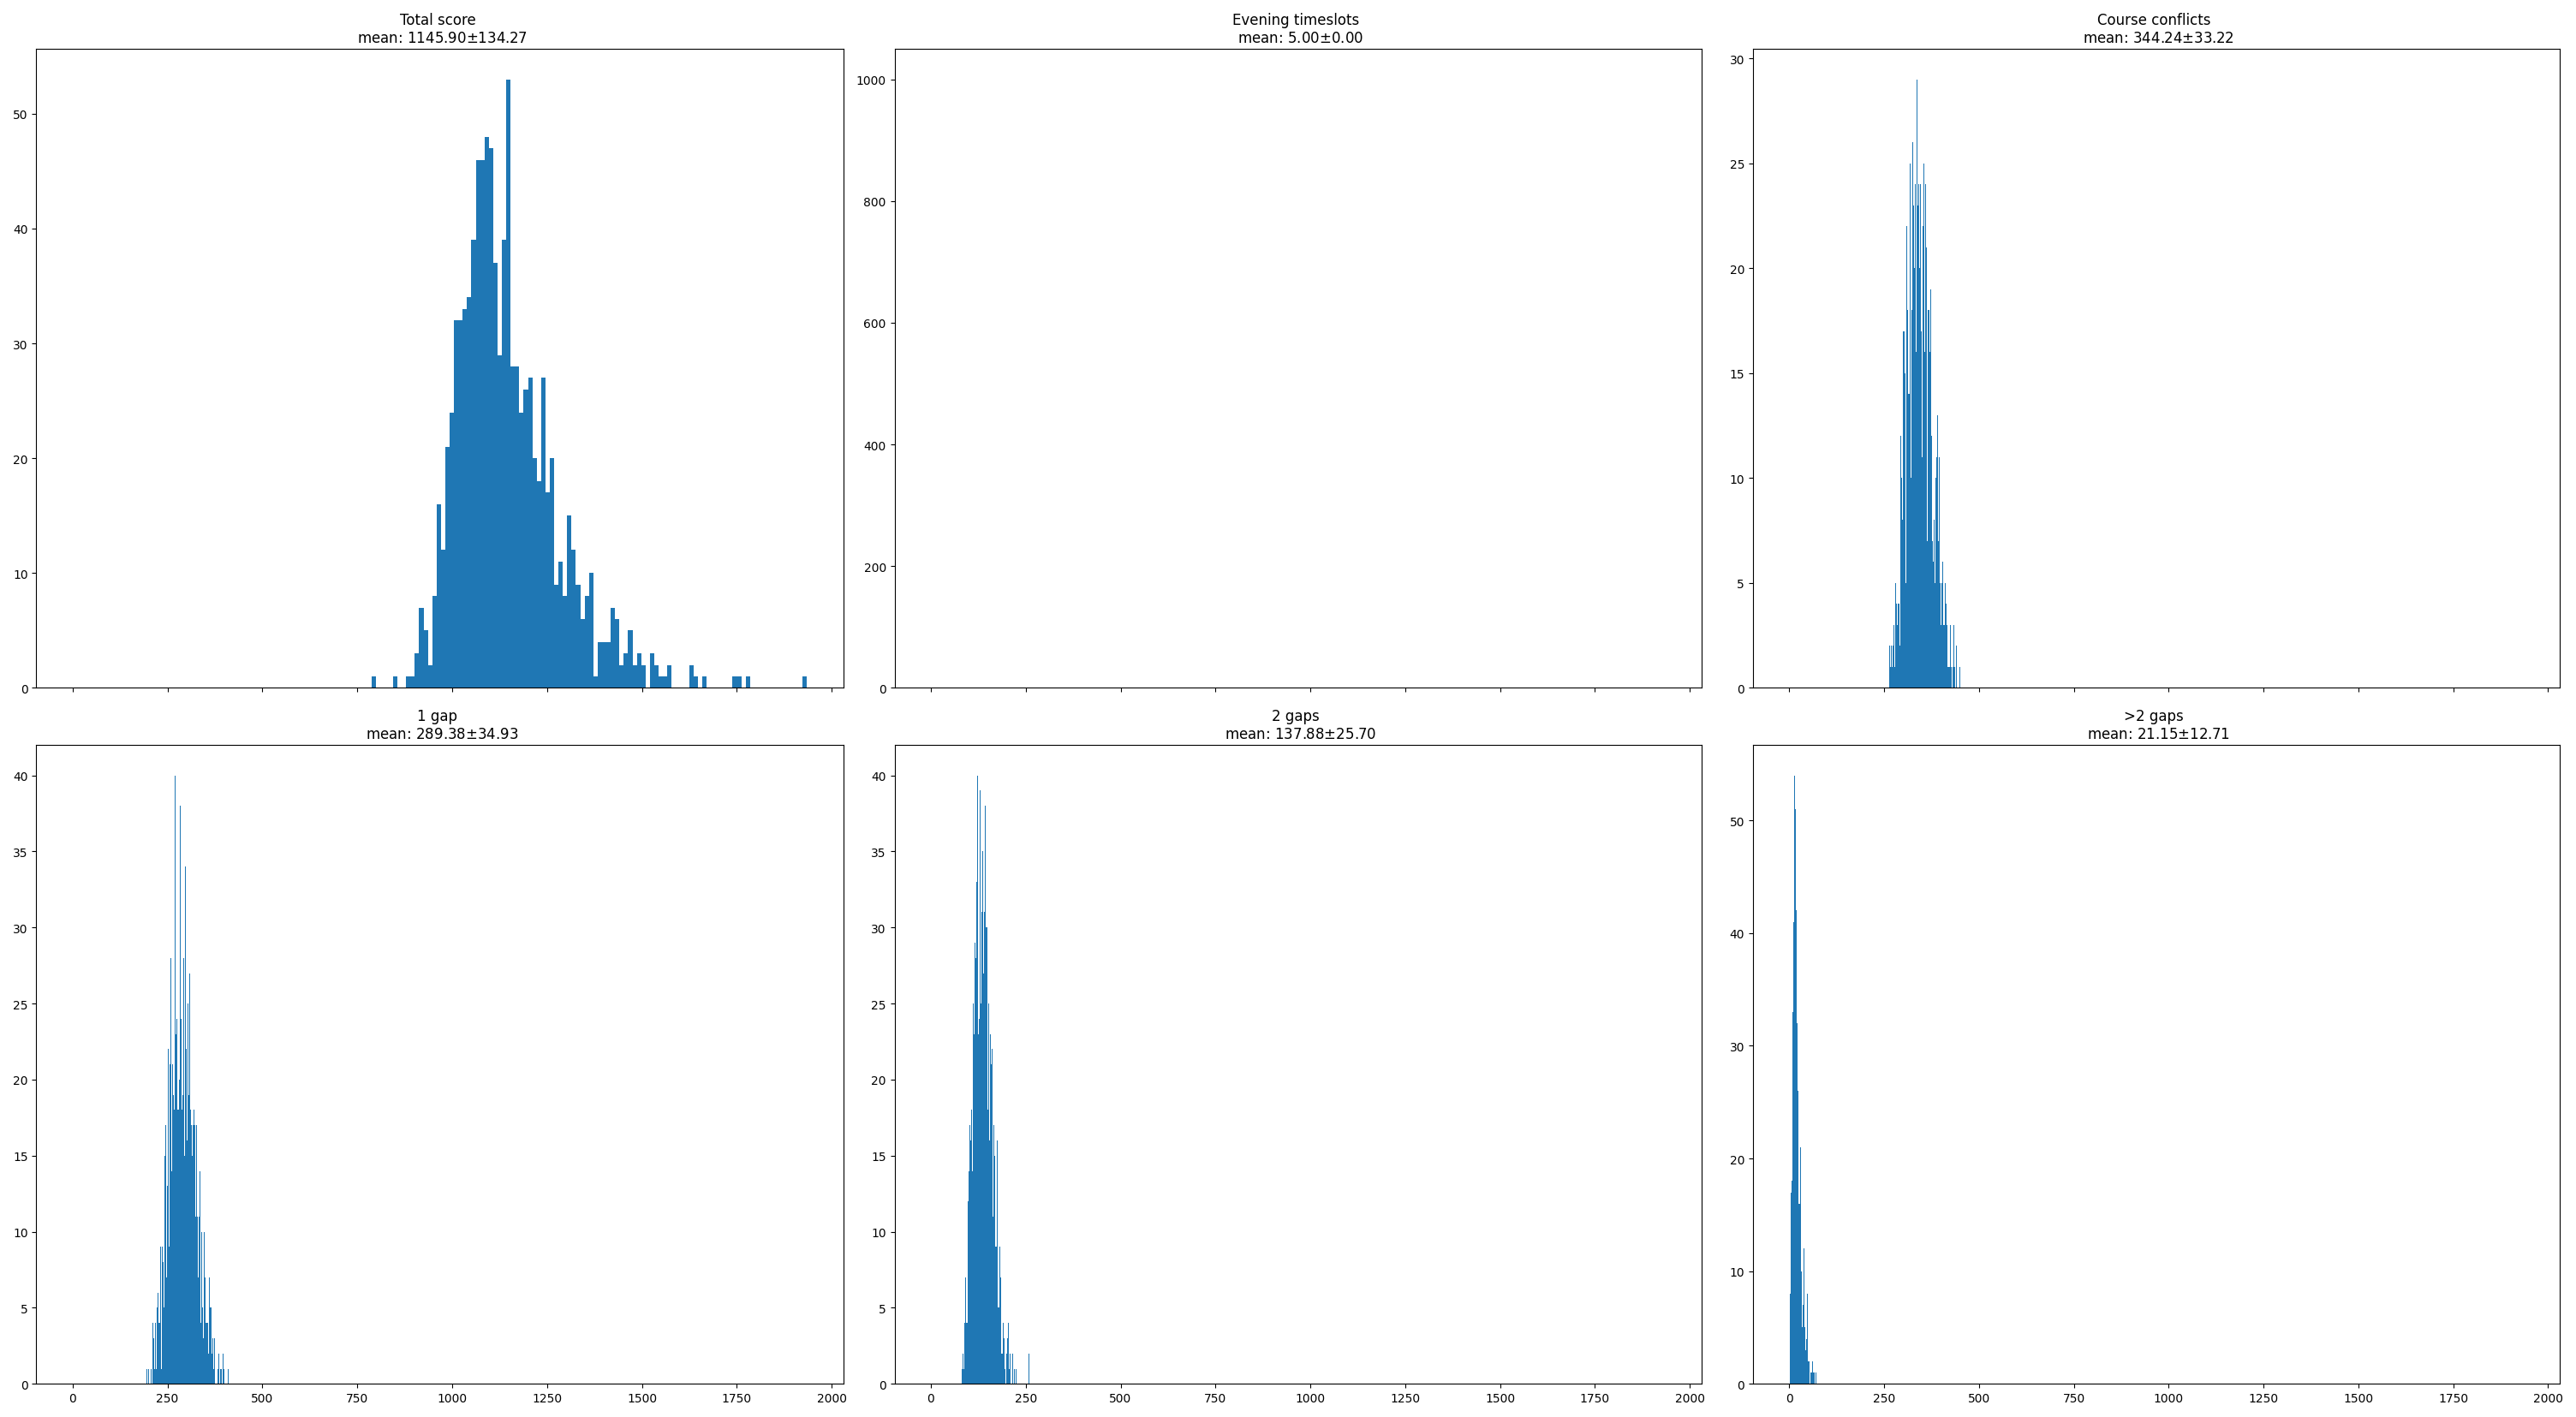 Total score
mean: 1145.90±134.27
50
40
30
20
10
0
Evening timeslots
mean: 5.00±0.00
1000
800
600
400
200
0
Course conflicts
mean: 344.24±33.22
30
25
20
15
10
5
0
1 gap
mean: 289.38±34.93
40
35
30
25
20
15
10
5
0
0 250 500 750 1000 1250 1500 1750 2000
2 gaps
mean: 137.88±25.70
40
35
30
25
20
15
10
5
0
0 250 500 750 1000 1250 1500 1750 2000
>2 gaps
mean: 21.15±12.71
50
40
30
20
10
0
0 250 500 750 1000 1250 1500 1750 2000